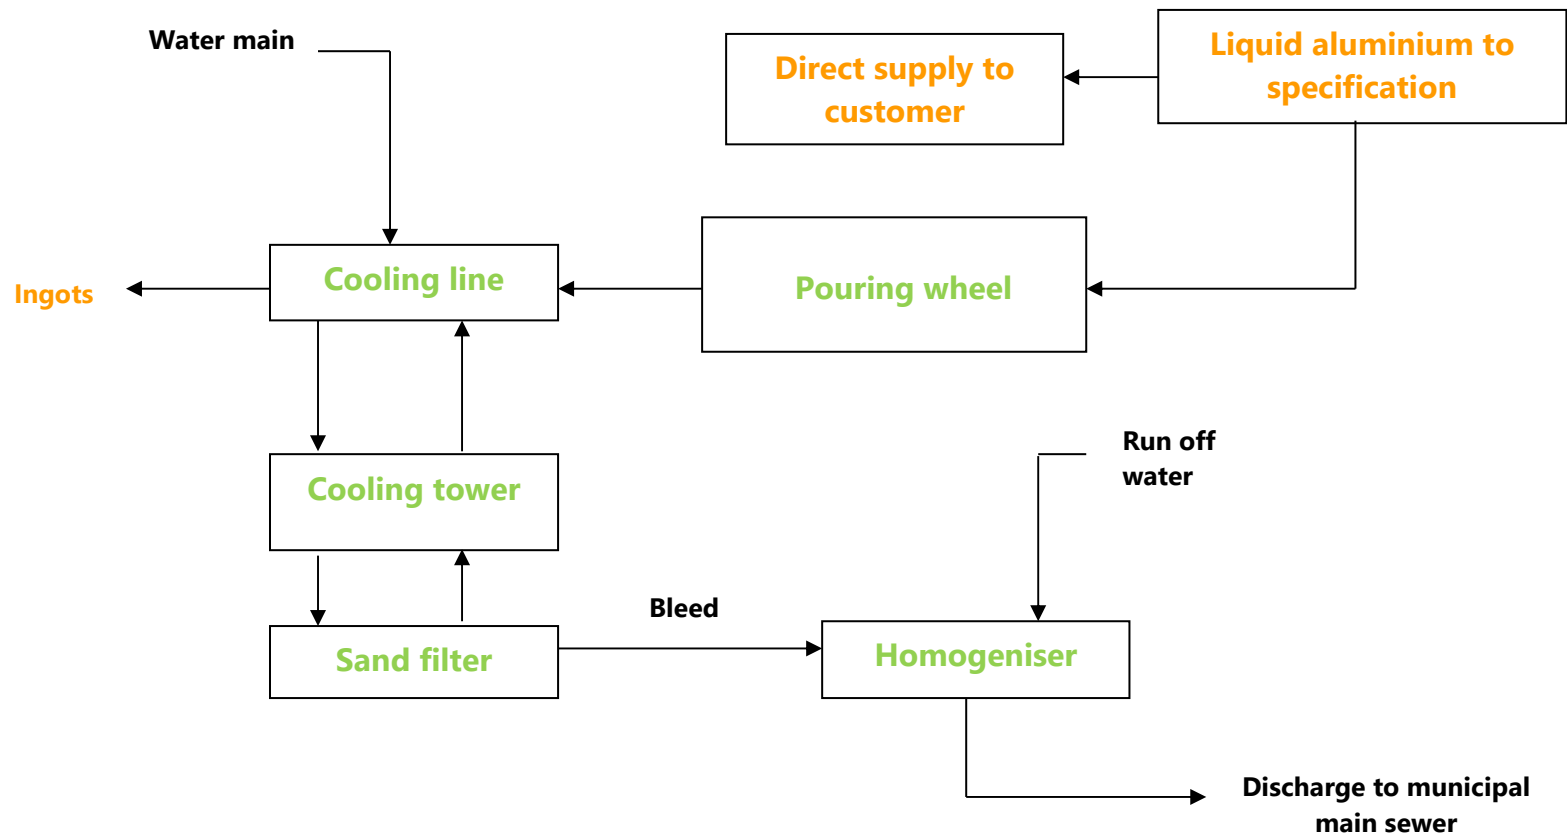 Water main
Direct supply to
customer
Liquid aluminium to
specification
Ingots
Cooling line
Pouring wheel
Cooling tower
Run off
water
Bleed
Sand filter
Homogeniser
Discharge to municipal
main sewer